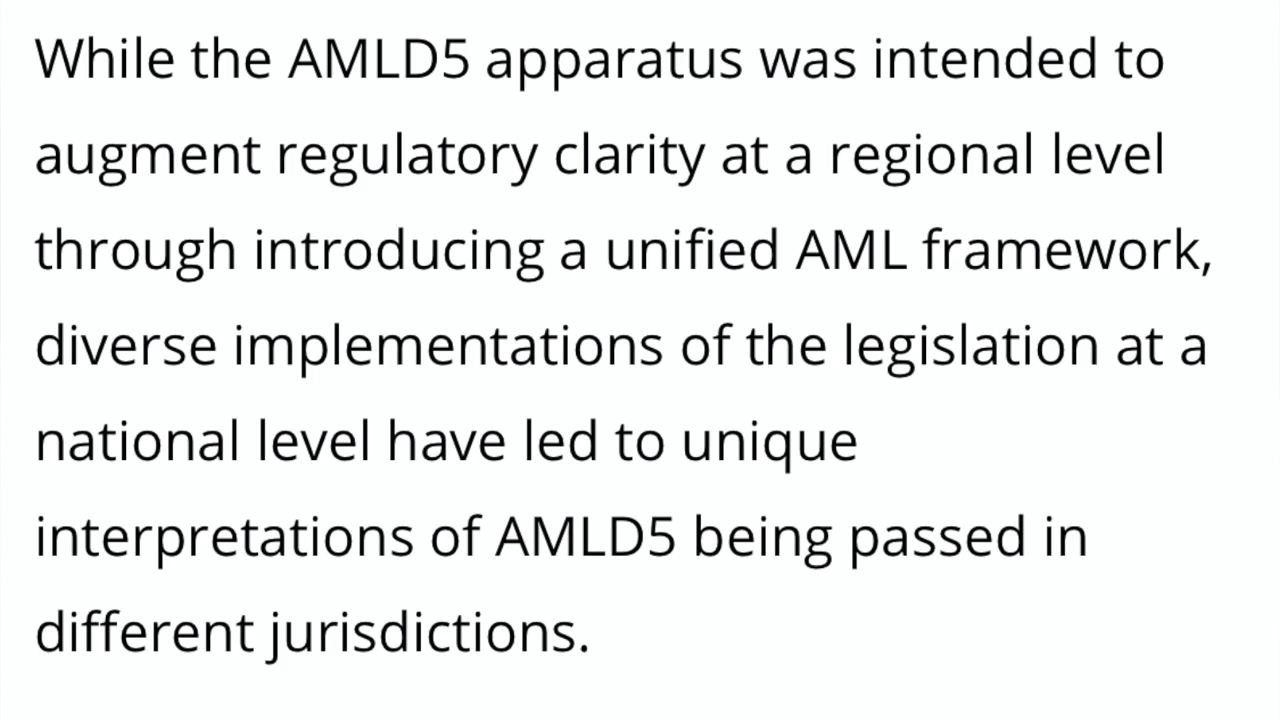 While the AMLD5 apparatus was intended to
augment regulatory clarity at a regional level
through introducing a unified AML framework,
diverse implementations of the legislation at a
national level have led to unique
interpretations of AMLD5 being passed in
different jurisdictions.